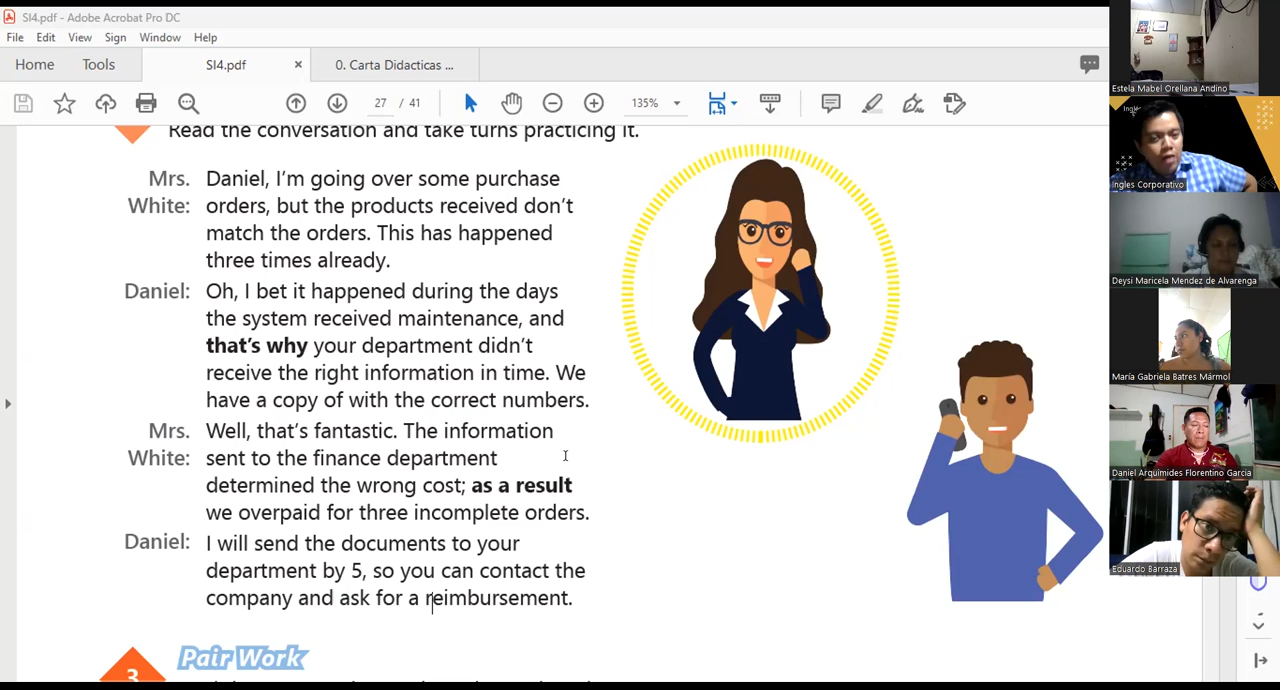 SI4.pdf - Adobe Acrobat Pro DC
File Edit View Sign Window Help
Home Tools SI4.pdf × 0. Carta Didacticas ...
27 / 41 135%
Read the conversation and take turns practicing it.
Mrs. Daniel, I'm going over some purchase
White: orders, but the products received don't
match the orders. This has happened
three times already.
Daniel: Oh, I bet it happened during the days
the system received maintenance, and
that's why your department didn't
receive the right information in time. We
have a copy of with the correct numbers.
Mrs. Well, that's fantastic. The information
White: sent to the finance department
determined the wrong cost; as a result
we overpaid for three incomplete orders.
Daniel: I will send the documents to your
department by 5, so you can contact the
company and ask for a reimbursement.
3 Pair Work
Estela Mabel Orellana Andino
Ingles Corporativo
Deysi Maricela Mendez de Alvarenga
María Gabriela Batres Mármol
Daniel Arquímides Florentino Garcia
Eduardo Barraza